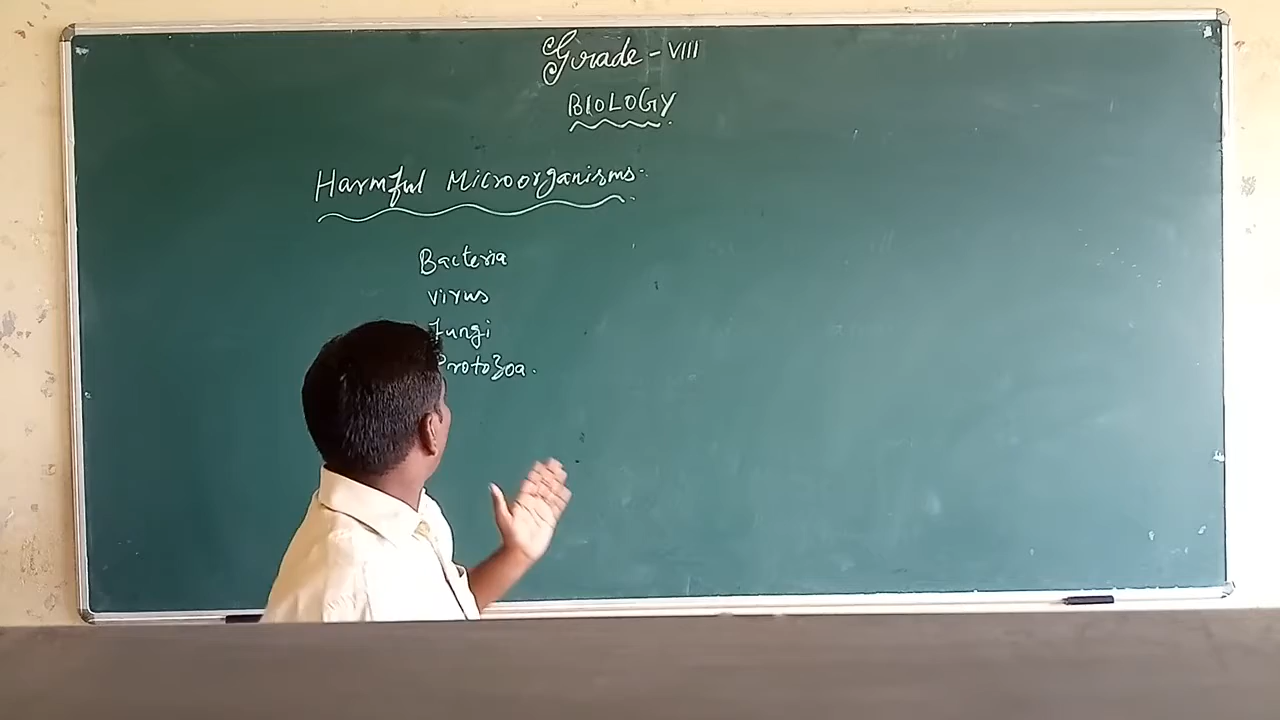 Grade - VIII
BIOLOGY
Harmful Microorganisms:
Bacteria
Virus
Fungi
Protozoa.